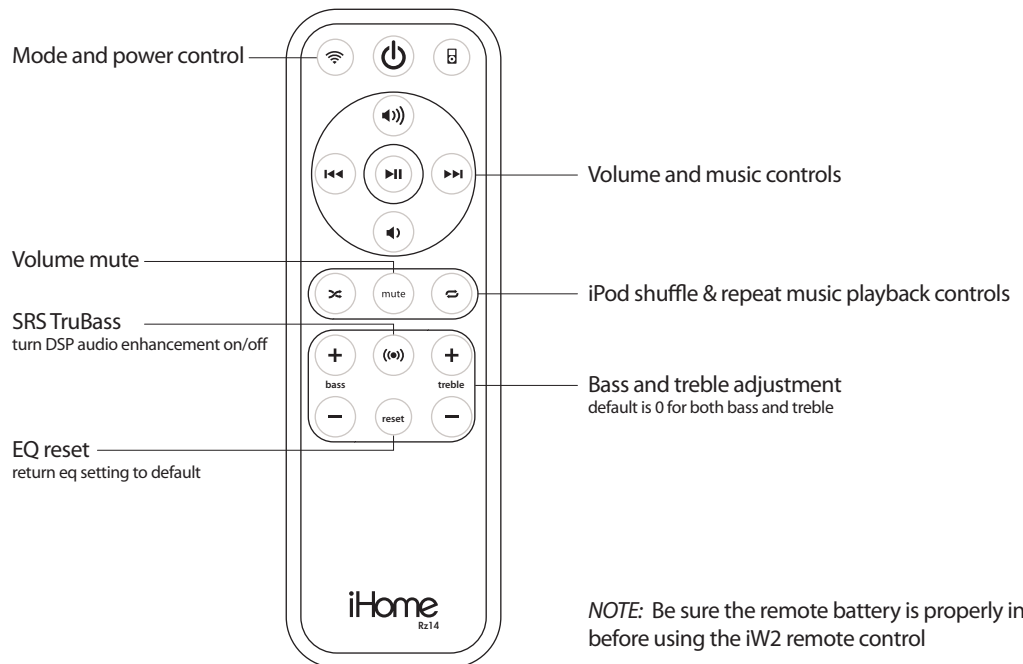 Mode and power control
Volume and music controls
Volume mute
mute
iPod shuffle & repeat music playback controls
SRS TruBass
turn DSP audio enhancement on/off
bass
treble
Bass and treble adjustment
default is 0 for both bass and treble
reset
EQ reset
return eq setting to default
iHome
Rz14
NOTE: Be sure the remote battery is properly in
before using the iW2 remote control